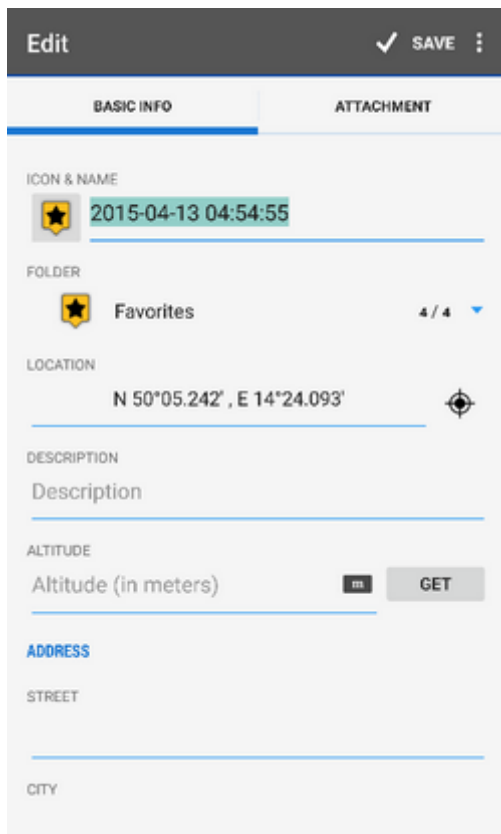 Edit
SAVE
BASIC INFO
ATTACHMENT
ICON & NAME
2015-04-13 04:54:55
FOLDER
Favorites
4 / 4
LOCATION
N 50°05.242' , E 14°24.093'
DESCRIPTION
Description
ALTITUDE
Altitude (in meters)
m
GET
ADDRESS
STREET
CITY